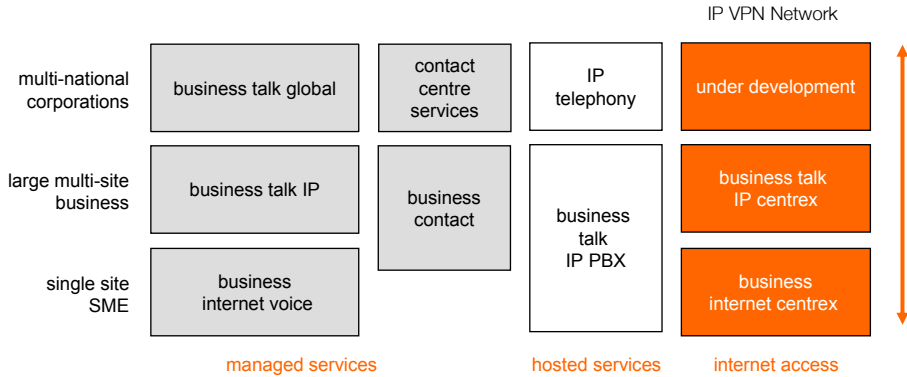 IP VPN Network
multi-national
corporations
business talk global
contact
centre
services
IP
telephony
under development
large multi-site
business
business talk IP
business
contact
business
talk
IP PBX
business talk
IP centrex
single site
SME
business
internet voice
business
internet centrex
managed services
hosted services
internet access